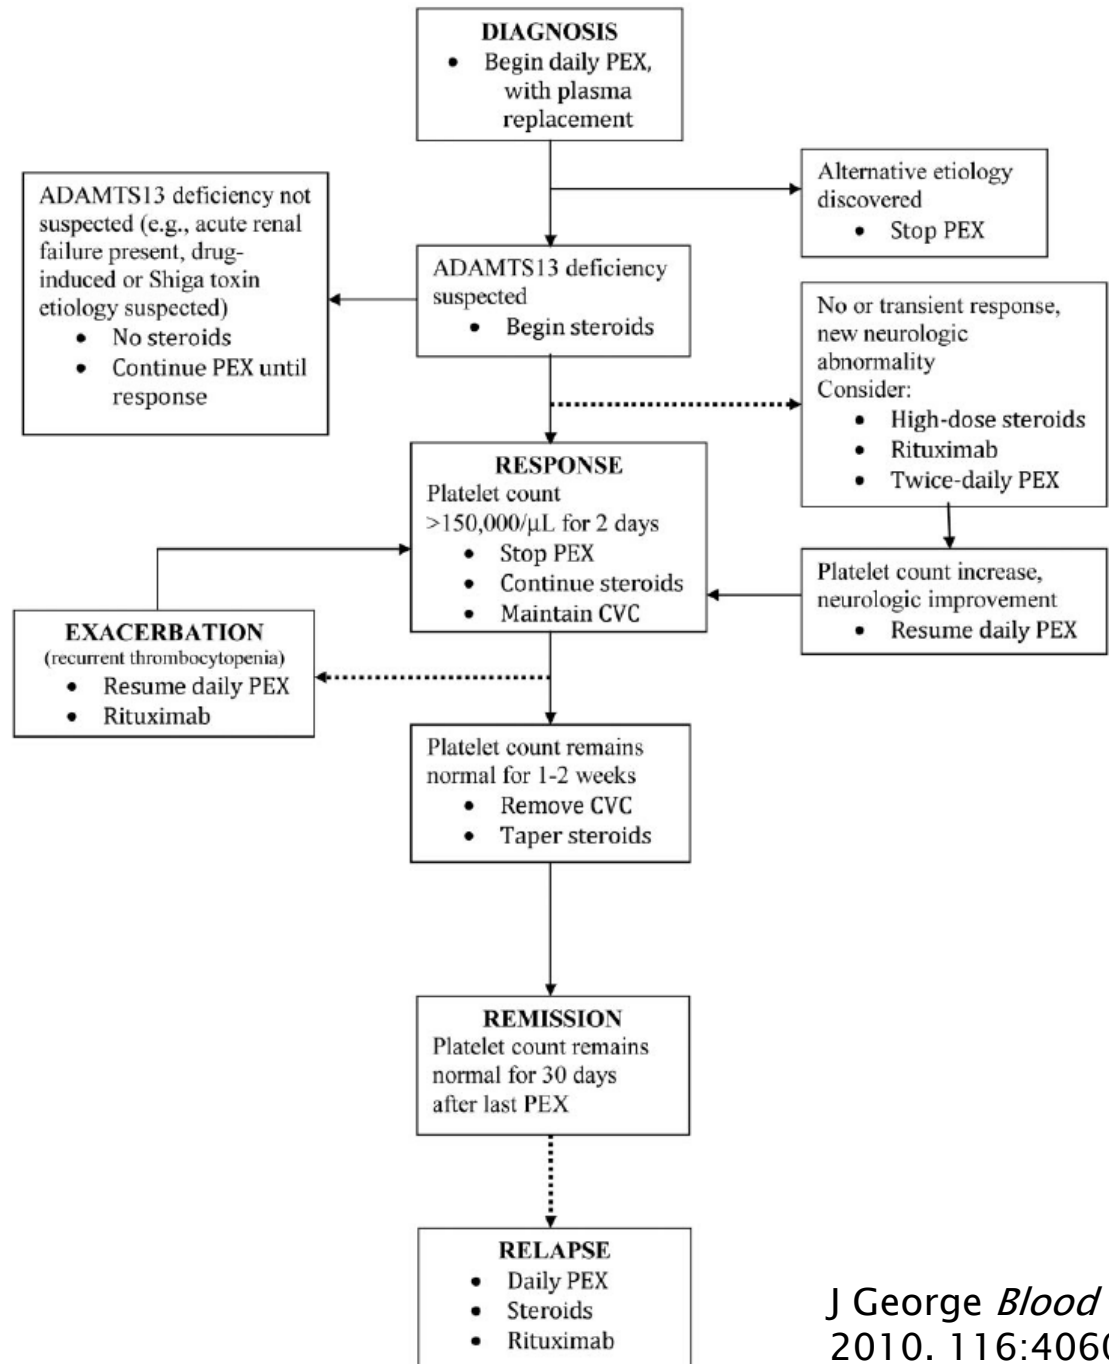 DIAGNOSIS
• Begin daily PEX,
with plasma
replacement
Alternative etiology
discovered
• Stop PEX
ADAMTS13 deficiency not
suspected (e.g., acute renal
failure present, drug-
induced or Shiga toxin
etiology suspected)
• No steroids
• Continue PEX until
response
ADAMTS13 deficiency
suspected
• Begin steroids
No or transient response,
new neurologic
abnormality
Consider:
• High-dose steroids
• Rituximab
• Twice-daily PEX
RESPONSE
Platelet count
>150,000/µL for 2 days
• Stop PEX
• Continue steroids
• Maintain CVC
Platelet count increase,
neurologic improvement
• Resume daily PEX
EXACERBATION
(recurrent thrombocytopenia)
• Resume daily PEX
• Rituximab
Platelet count remains
normal for 1-2 weeks
• Remove CVC
• Taper steroids
REMISSION
Platelet count remains
normal for 30 days
after last PEX
RELAPSE
• Daily PEX
• Steroids
• Rituximab
J George Blood
2010. 116:4060